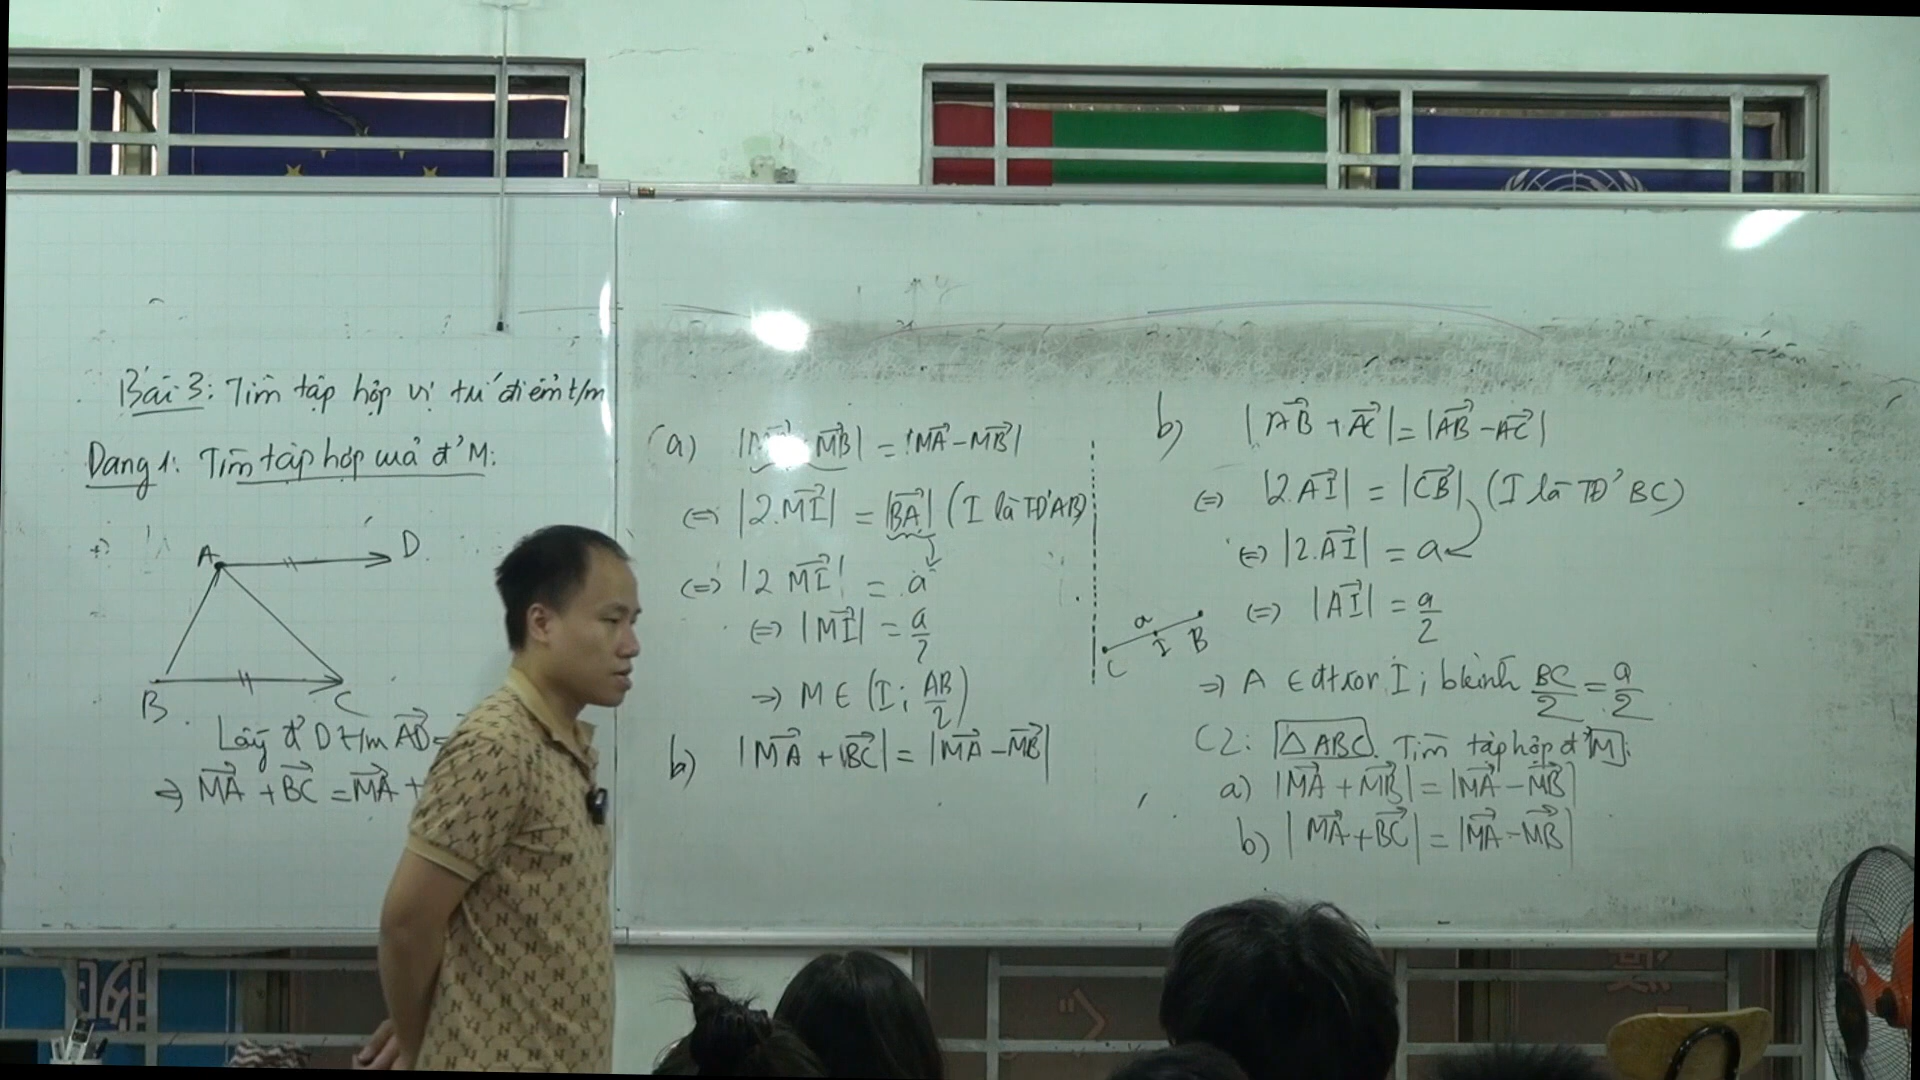 Bài 3: Tìm tập hợp vị trí điểm t/m
Dạng 1: Tìm tập hợp quả đ' M:
A D
B C
Lấy đ' D t/m AD⃗ =
⇒ MA⃗ + BC⃗ = MA⃗ +
a) MB⃗| = |MA⃗ - MB⃗|
⇔ |2.MI⃗| = |BA⃗| (I là TĐ' AB)
⇔ |2 MI⃗| = a
⇔ |MI⃗| = a/2
⇒ M ∈ (I; AB/2)
b) |MA⃗ + BC⃗| = |MA⃗ - MB⃗|
b) |AB⃗ + AC⃗| = |AB⃗ - AC⃗|
⇔ |2.AI⃗| = |CB⃗| (I là TĐ' BC)
⇔ |2.AI⃗| = a
⇔ |AI⃗| = a/2
a
C I B
⇒ A ∈ đtròn I; bkính BC/2 = a/2
C2: △ABC. Tìm tập hợp đ' M:
a) |MA⃗ + MB⃗| = |MA⃗ - MB⃗|
b) |MA⃗ + BC⃗| = |MA⃗ - MB⃗|